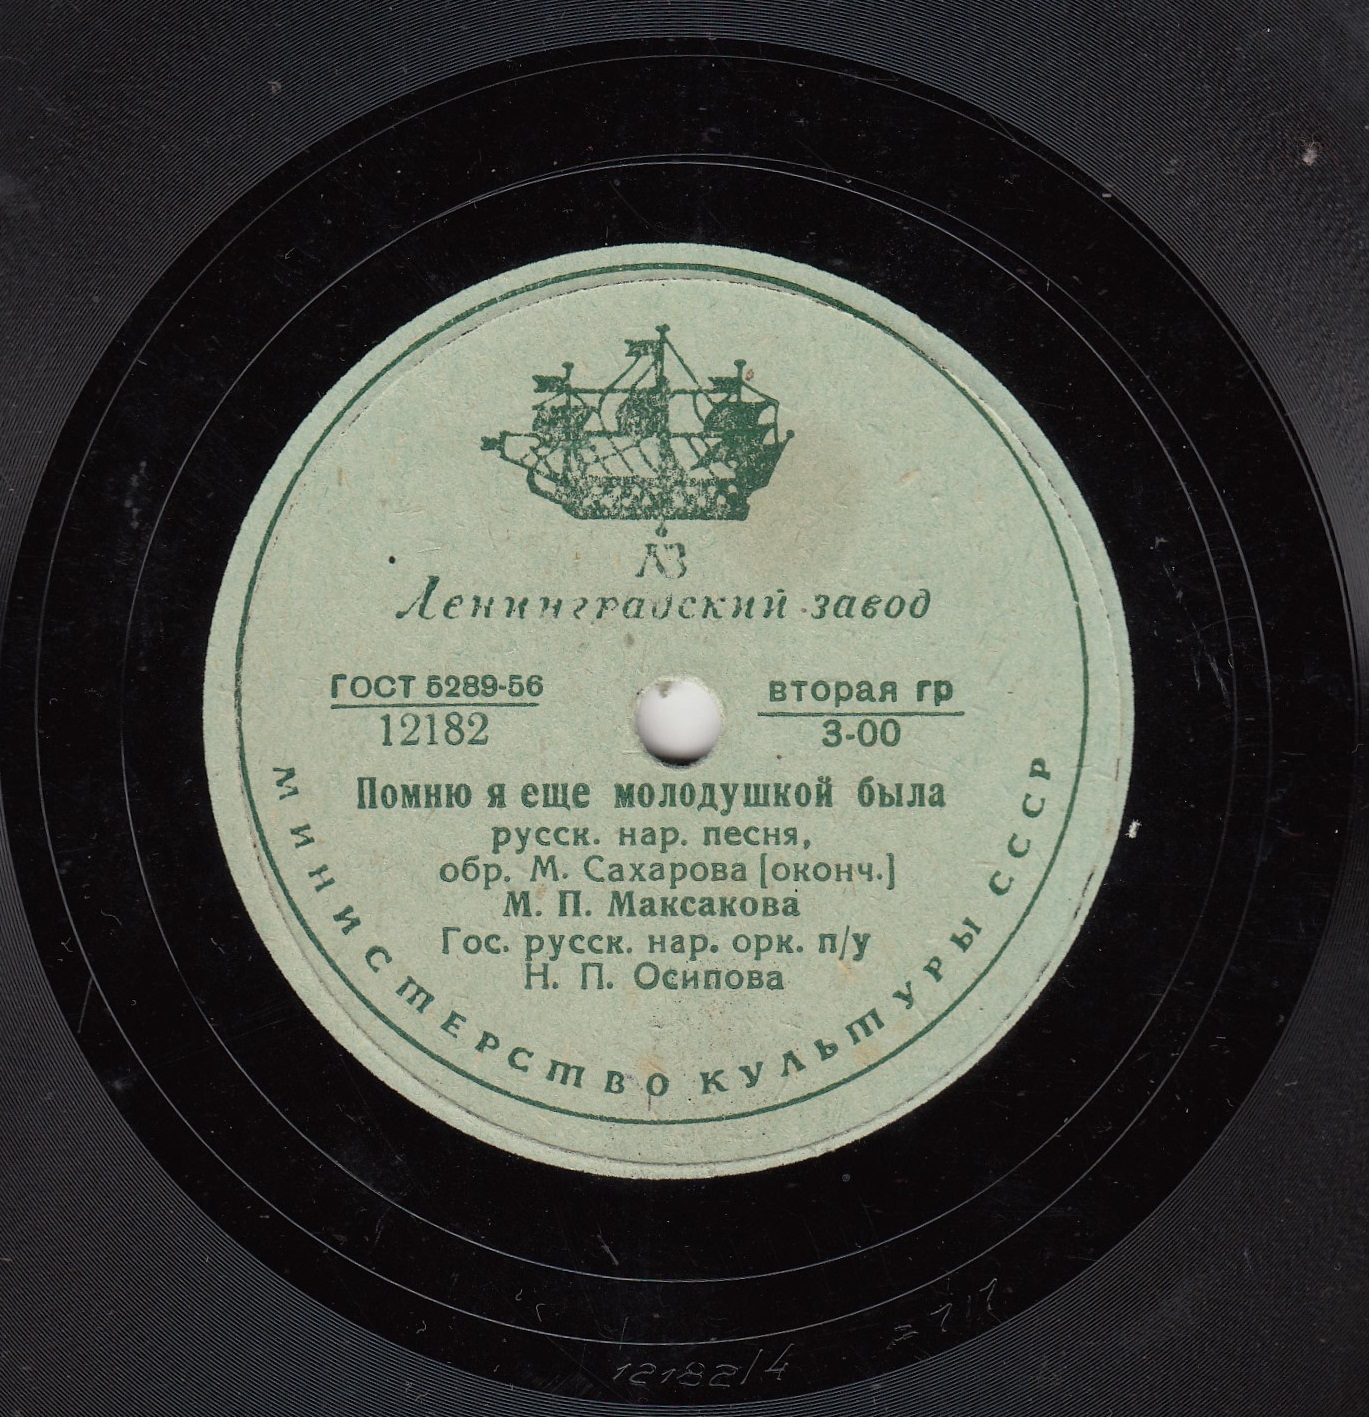 ЛЗ
Ленинградский завод
ГОСТ 5289-56
12182
вторая гр
3-00
Помню я еще молодушкой была
русск. нар. песня,
обр. М. Сахарова [оконч.]
М. П. Максакова
Гос. русск. нар. орк. п/у
Н. П. Осипова
МИНИСТЕРСТВО КУЛЬТУРЫ СССР
12182/4